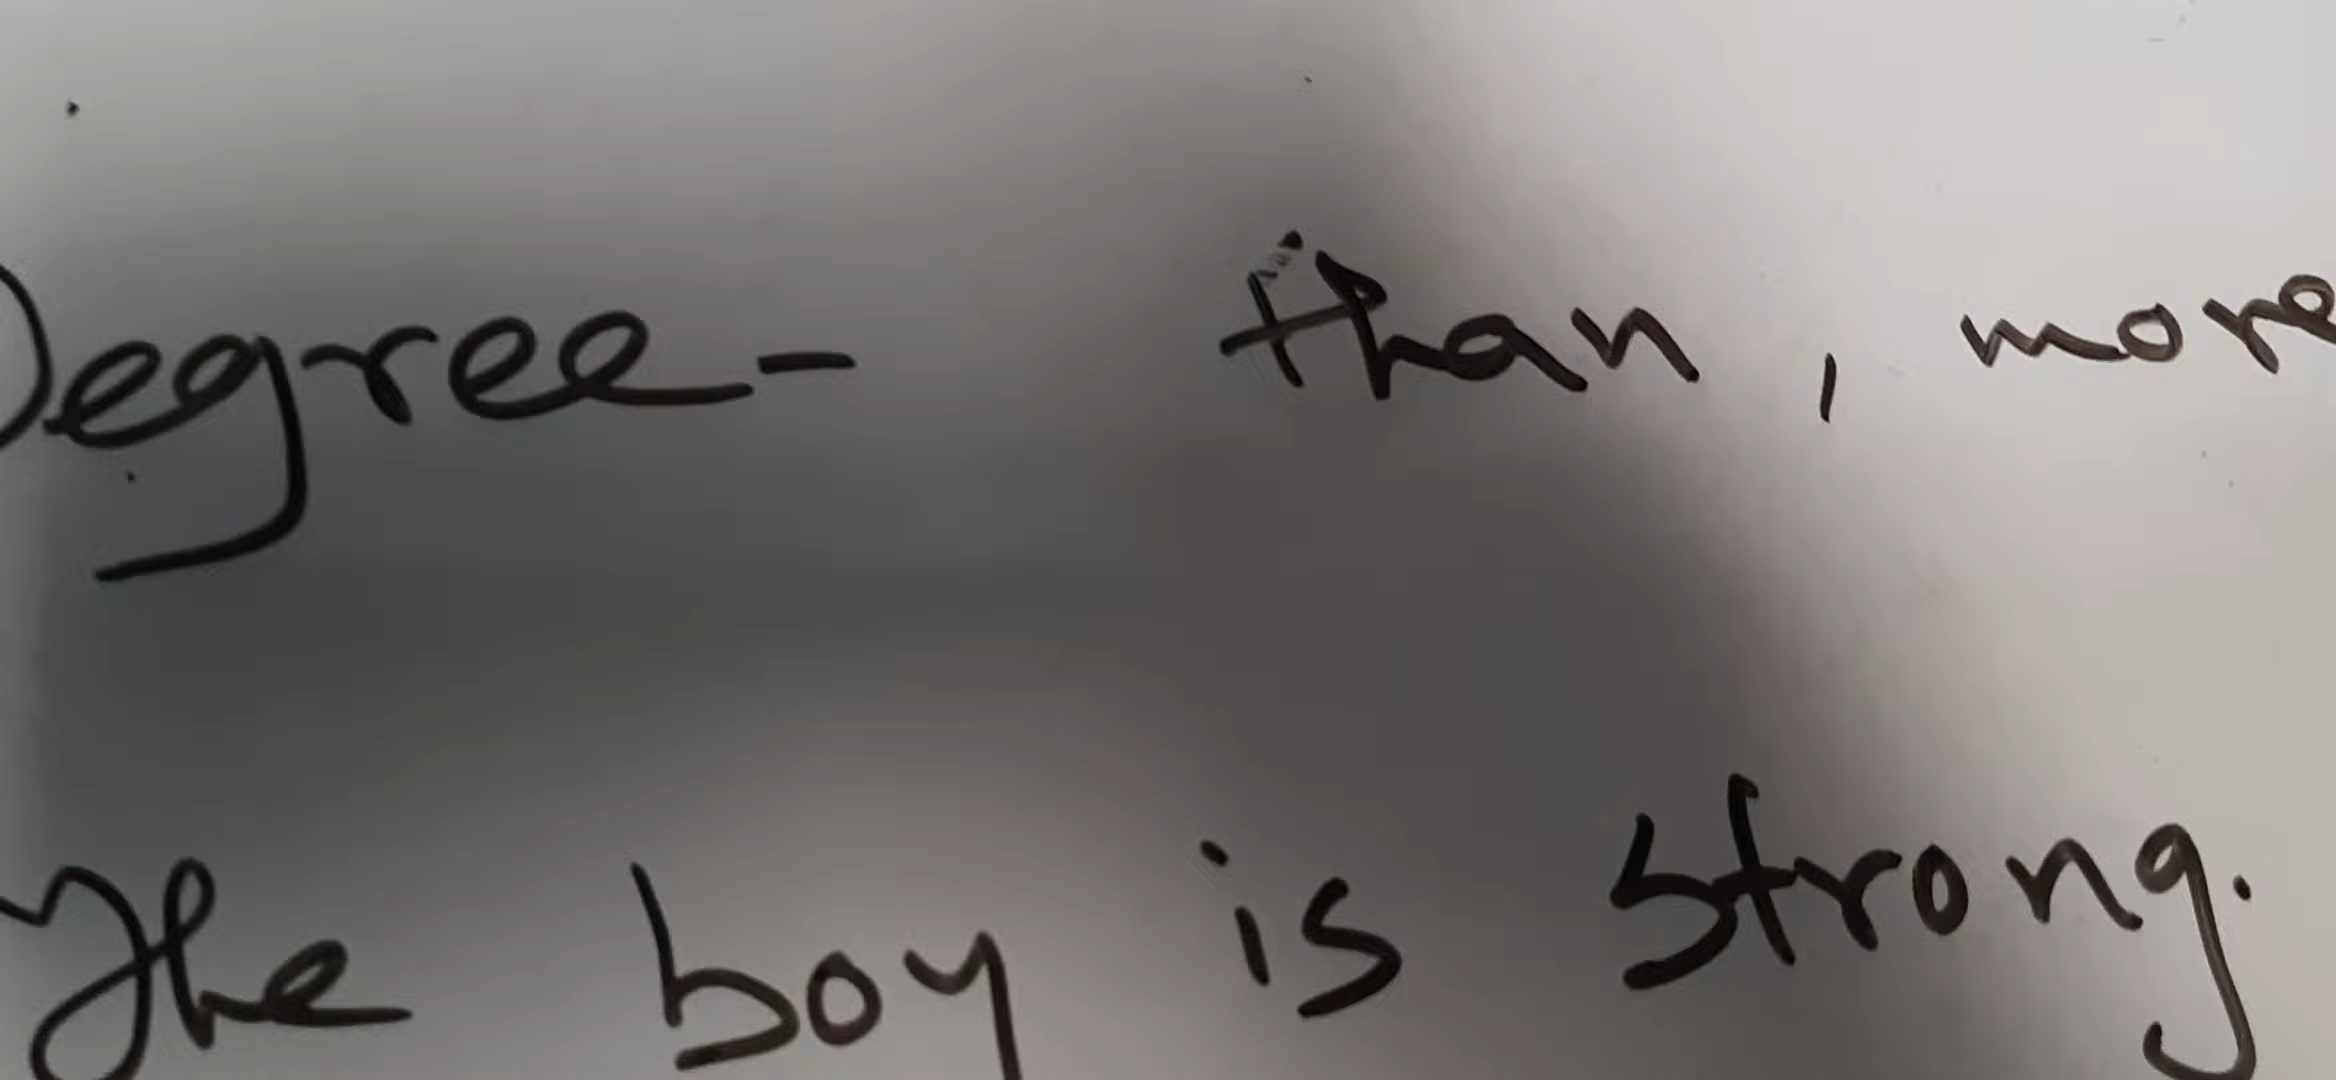 Degree- than, more
The boy is strong.